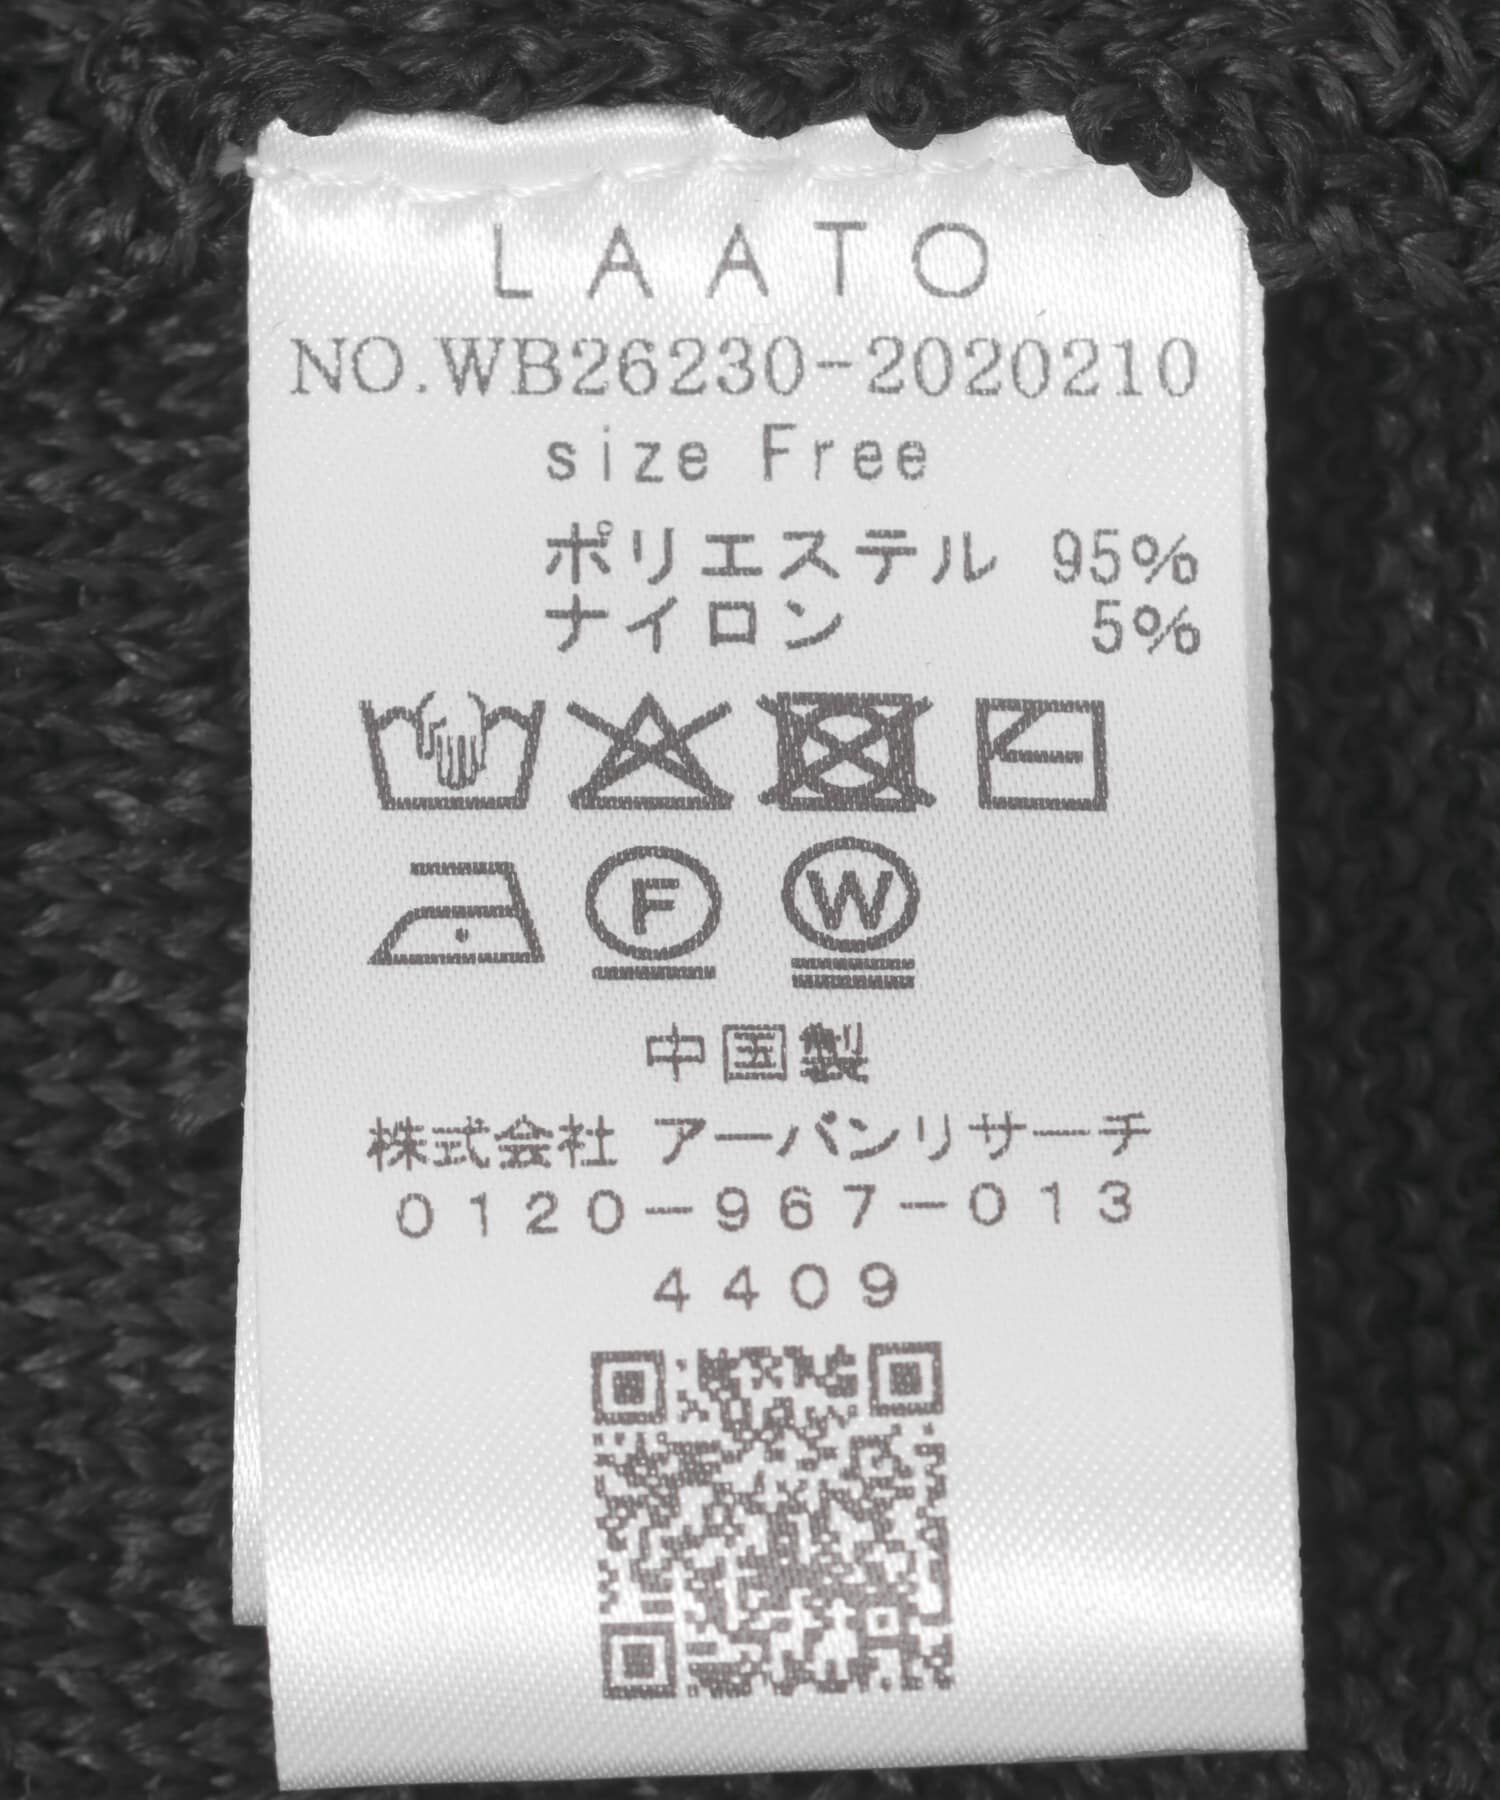 LAATO
NO.WB26230-2020210
size Free
ポリエステル 95%
ナイロン 5%
F W
中国製
株式会社 アーバンリサーチ
0120-967-013
4409